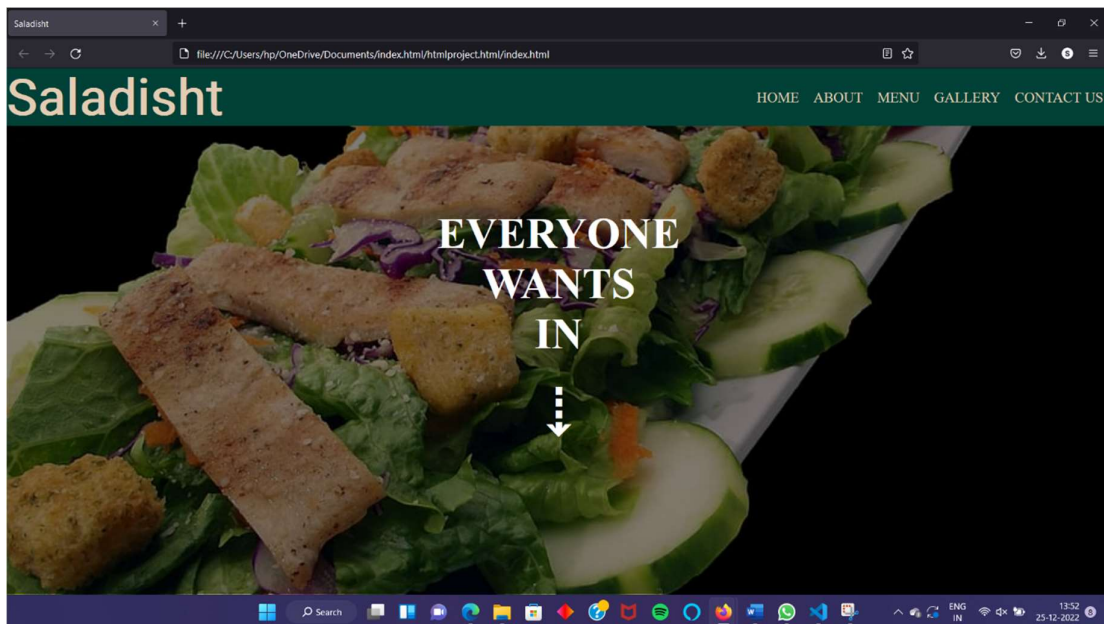 Saladisht
file:///C:/Users/hp/OneDrive/Documents/index.html/htmlproject.html/index.html
S
Saladisht
HOME ABOUT MENU GALLERY CONTACT US
EVERYONE
WANTS
IN
Search
ENG
IN
13:52
25-12-2022
8